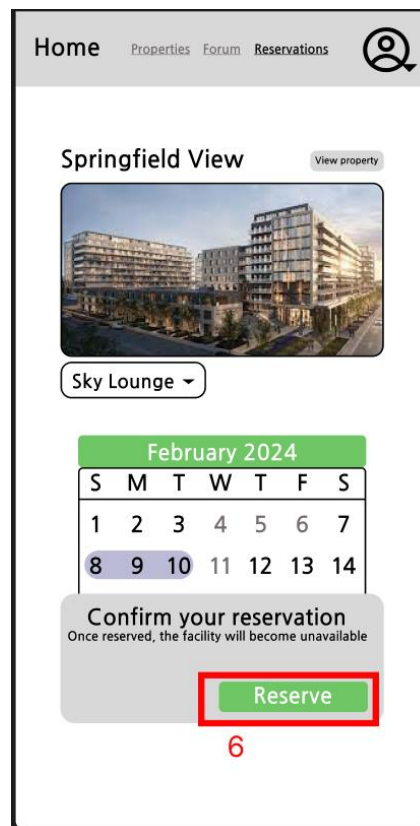 Home Properties Forum Reservations
Springfield View View property
Sky Lounge
February 2024
S M T W T F S
1 2 3 4 5 6 7
8 9 10 11 12 13 14
Confirm your reservation
Once reserved, the facility will become unavailable
Reserve
6